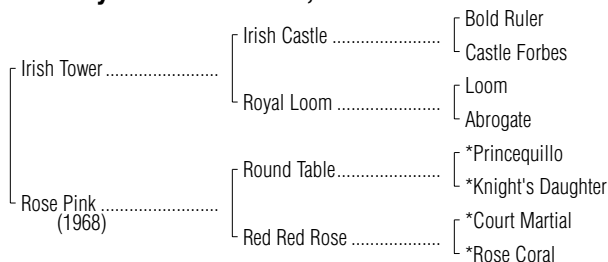 Bold Ruler
Irish Castle ................................
Castle Forbes
Irish Tower ..................................
Loom
Royal Loom ...............................
Abrogate
*Princequillo
Round Table...............................
*Knight's Daughter
Rose Pink ...................................
(1968)
*Court Martial
Red Red Rose ............................
*Rose Coral